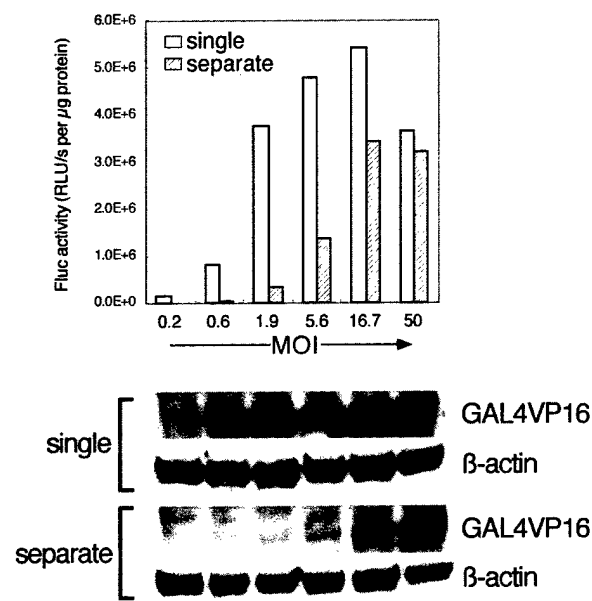 6.0E+6
5.0E+6
4.0E+6
3.0E+6
2.0E+6
1.0E+6
0.0E+0
Fluc activity (RLU/s per µg protein)
single
separate
0.2 0.6 1.9 5.6 16.7 50
MOI
single
GAL4VP16
ß-actin
separate
GAL4VP16
ß-actin